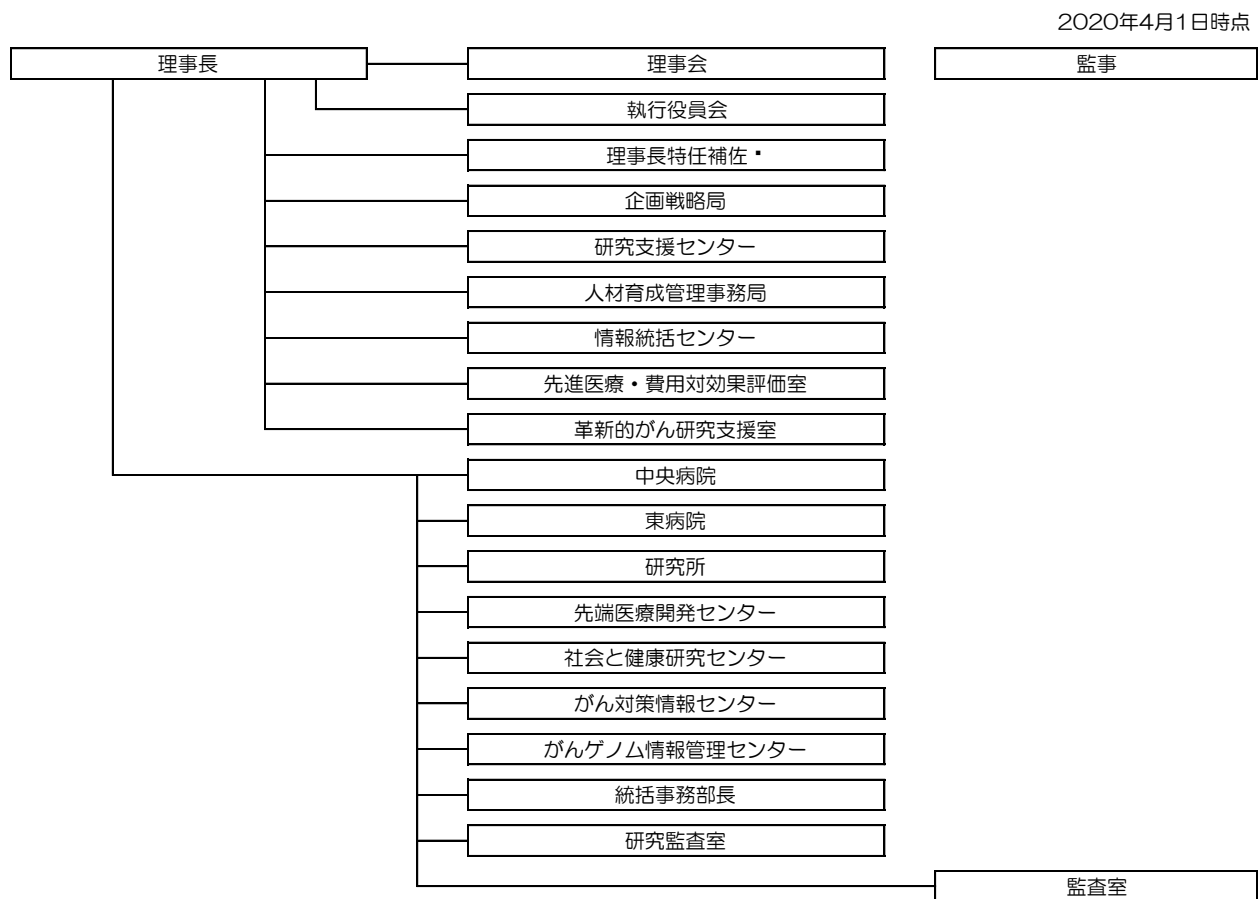 2020年4月1日時点
理事長 理事会 監事
執行役員会
理事長特任補佐・
企画戦略局
研究支援センター
人材育成管理事務局
情報統括センター
先進医療・費用対効果評価室
革新的がん研究支援室
中央病院
東病院
研究所
先端医療開発センター
社会と健康研究センター
がん対策情報センター
がんゲノム情報管理センター
統括事務部長
研究監査室
監査室